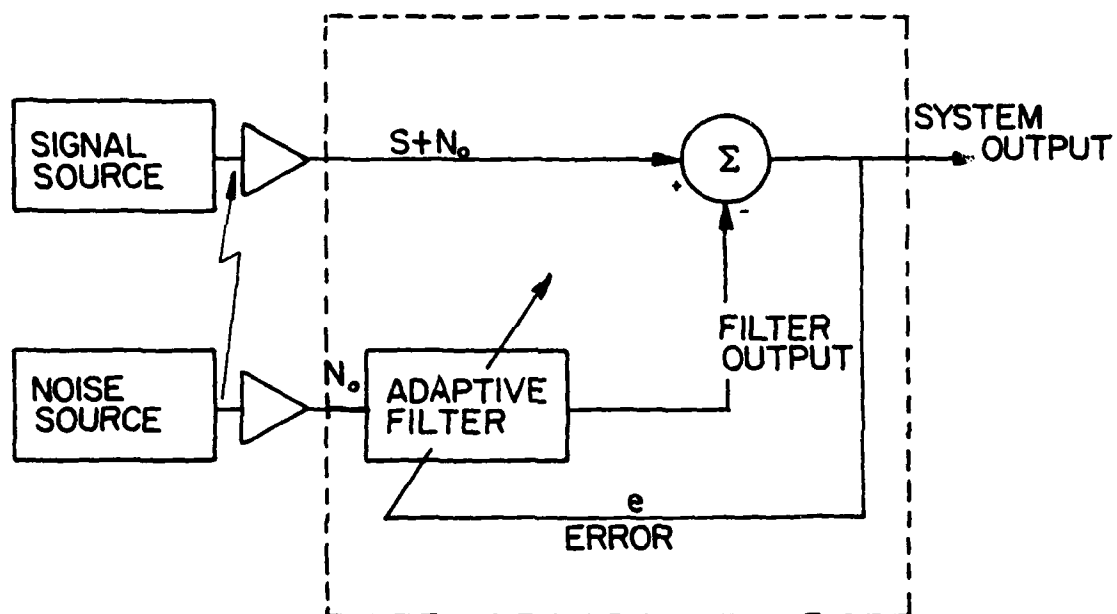 SIGNAL
SOURCE
S+N₀
+
Σ
-
SYSTEM
OUTPUT
NOISE
SOURCE
N₀
ADAPTIVE
FILTER
FILTER
OUTPUT
e
ERROR